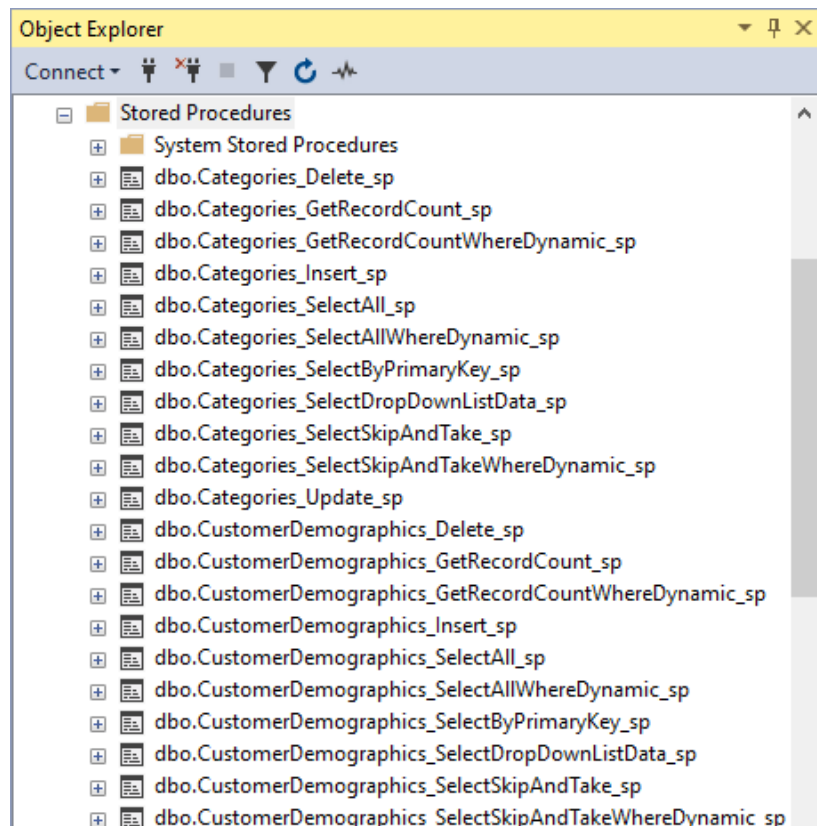 Object Explorer
Connect
Stored Procedures
System Stored Procedures
dbo.Categories_Delete_sp
dbo.Categories_GetRecordCount_sp
dbo.Categories_GetRecordCountWhereDynamic_sp
dbo.Categories_Insert_sp
dbo.Categories_SelectAll_sp
dbo.Categories_SelectAllWhereDynamic_sp
dbo.Categories_SelectByPrimaryKey_sp
dbo.Categories_SelectDropDownListData_sp
dbo.Categories_SelectSkipAndTake_sp
dbo.Categories_SelectSkipAndTakeWhereDynamic_sp
dbo.Categories_Update_sp
dbo.CustomerDemographics_Delete_sp
dbo.CustomerDemographics_GetRecordCount_sp
dbo.CustomerDemographics_GetRecordCountWhereDynamic_sp
dbo.CustomerDemographics_Insert_sp
dbo.CustomerDemographics_SelectAll_sp
dbo.CustomerDemographics_SelectAllWhereDynamic_sp
dbo.CustomerDemographics_SelectByPrimaryKey_sp
dbo.CustomerDemographics_SelectDropDownListData_sp
dbo.CustomerDemographics_SelectSkipAndTake_sp
dbo.CustomerDemographics_SelectSkipAndTakeWhereDynamic_sp